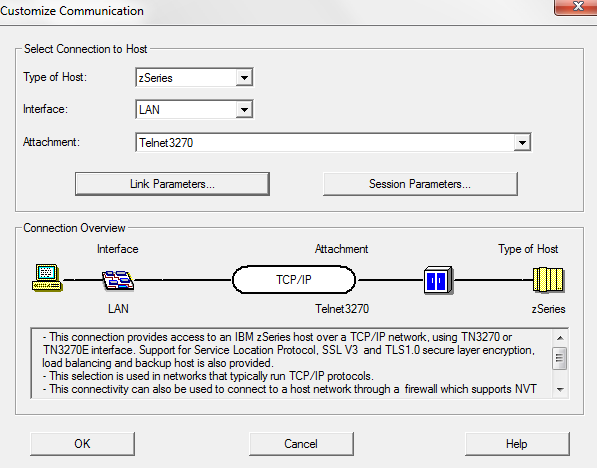 Customize Communication
Select Connection to Host
Type of Host: zSeries
Interface: LAN
Attachment: Telnet3270
Link Parameters... Session Parameters...
Connection Overview
Interface Attachment Type of Host
TCP/IP
LAN Telnet3270 zSeries
- This connection provides access to an IBM zSeries host over a TCP/IP network, using TN3270 or
TN3270E interface. Support for Service Location Protocol, SSL V3 and TLS1.0 secure layer encryption,
load balancing and backup host is also provided.
- This selection is used in networks that typically run TCP/IP protocols.
- This connectivity can also be used to connect to a host network through a firewall which supports NVT
OK Cancel Help